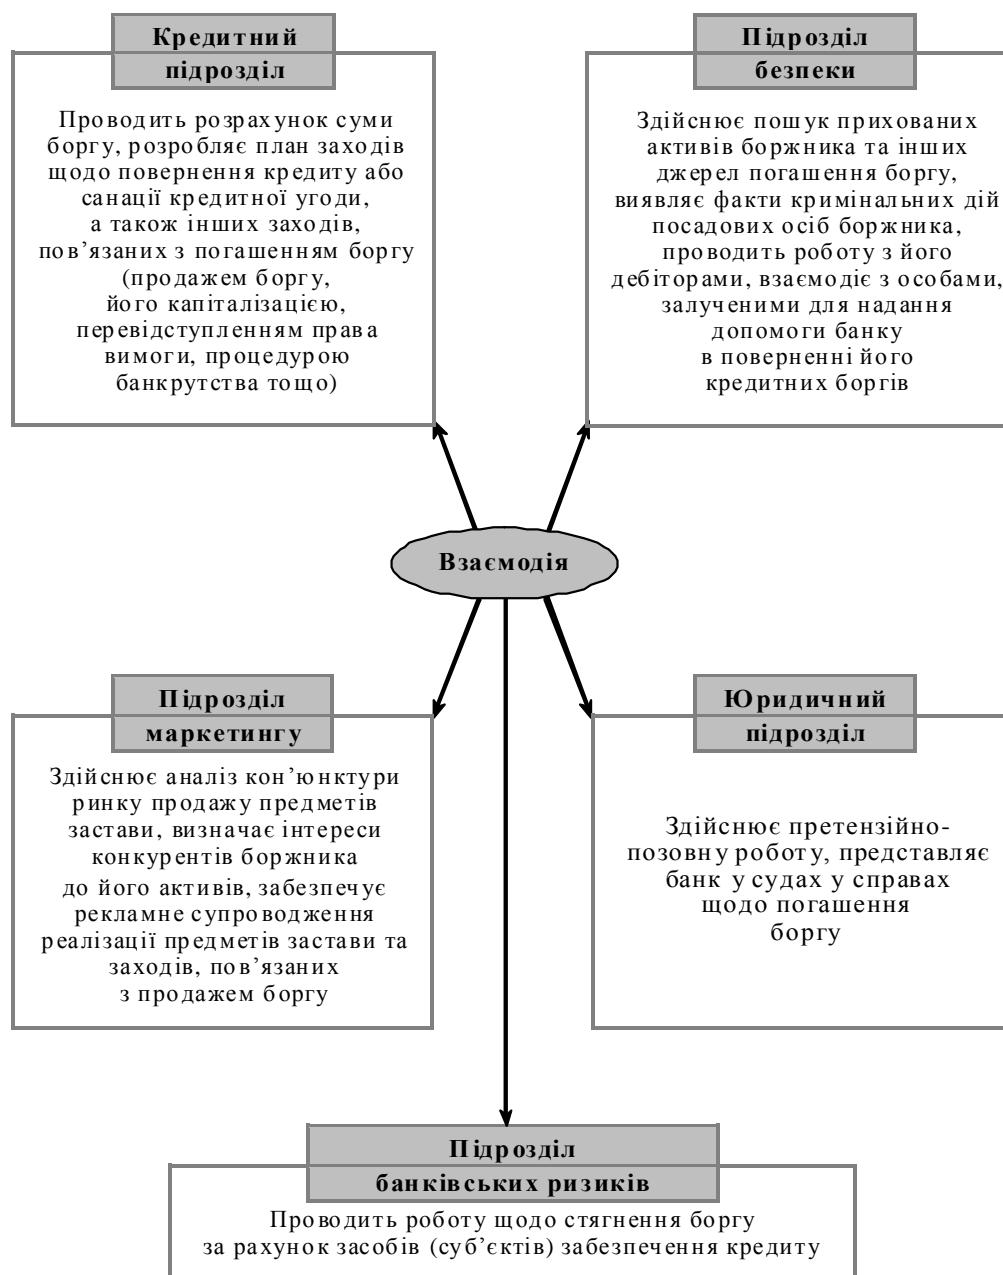 Кредитний
підрозділ
Проводить розрахунок суми
боргу, розробляє план заходів
щодо повернення кредиту або
санації кредитної угоди,
а також інших заходів,
пов’язаних з погашенням боргу
(продажем боргу,
його капіталізацією,
перевідступленням права
вимоги, процедурою
банкрутства тощо)
Підрозділ
безпеки
Здійснює пошук прихованих
активів боржника та інших
джерел погашення боргу,
виявляє факти кримінальних дій
посадових осіб боржника,
проводить роботу з його
дебіторами, взаємодіє з особами,
залученими для надання
допомоги банку
в поверненні його
кредитних боргів
Взаємодія
Підрозділ
маркетингу
Здійснює аналіз кон’юнктури
ринку продажу предметів
застави, визначає інтереси
конкурентів боржника
до його активів, забезпечує
рекламне супроводження
реалізації предметів застави та
заходів, пов’язаних
з продажем боргу
Юридичний
підрозділ
Здійснює претензійно-
позовну роботу, представляє
банк у судах у справах
щодо погашення
боргу
Підрозділ
банківських ризиків
Проводить роботу щодо стягнення боргу
за рахунок засобів (суб’єктів) забезпечення кредиту